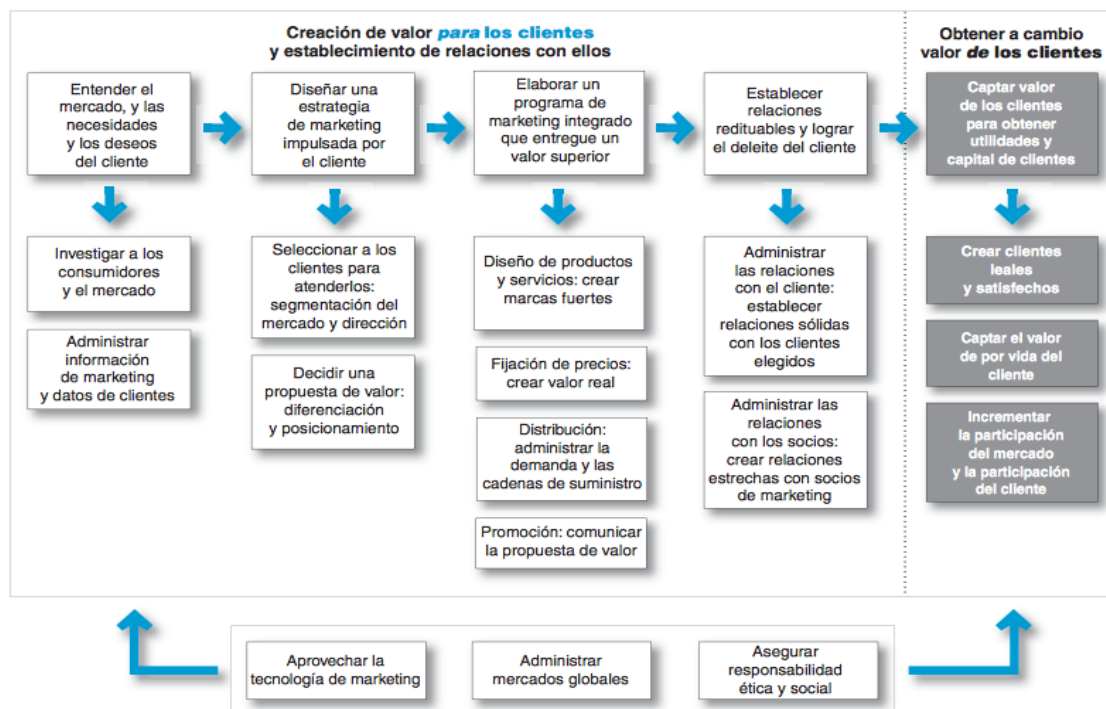 Creación de valor para los clientes
y establecimiento de relaciones con ellos
Obtener a cambio
valor de los clientes
Entender el
mercado, y las
necesidades
y los deseos
del cliente
Diseñar una
estrategia
de marketing
impulsada por
el cliente
Elaborar un
programa de
marketing integrado
que entregue un
valor superior
Establecer
relaciones
redituables y lograr
el deleite del cliente
Captar valor
de los clientes
para obtener
utilidades y
capital de clientes
Investigar a los
consumidores
y el mercado
Administrar
información
de marketing
y datos de clientes
Seleccionar a los
clientes para
atenderlos:
segmentación del
mercado y dirección
Decidir una
propuesta de valor:
diferenciación
y posicionamiento
Diseño de productos
y servicios: crear
marcas fuertes
Fijación de precios:
crear valor real
Distribución:
administrar la
demanda y las
cadenas de suministro
Promoción: comunicar
la propuesta de valor
Administrar
las relaciones
con el cliente:
establecer
relaciones sólidas
con los clientes
elegidos
Administrar las
relaciones
con los socios:
crear relaciones
estrechas con socios
de marketing
Crear clientes
leales
y satisfechos
Captar el valor
de por vida del
cliente
Incrementar
la participación
del mercado
y la participación
del cliente
Aprovechar la
tecnología de marketing
Administrar
mercados globales
Asegurar
responsabilidad
ética y social